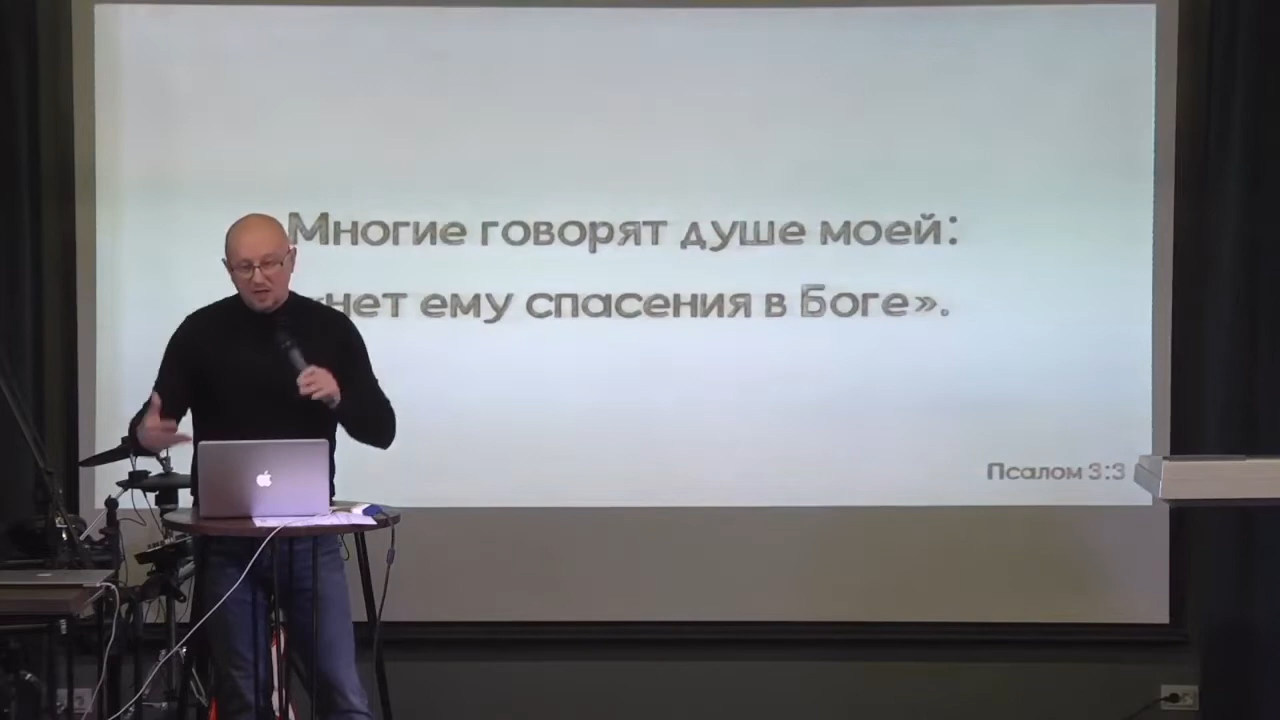 Многие говорят душе моей:
«нет ему спасения в Боге».
Псалом 3:3